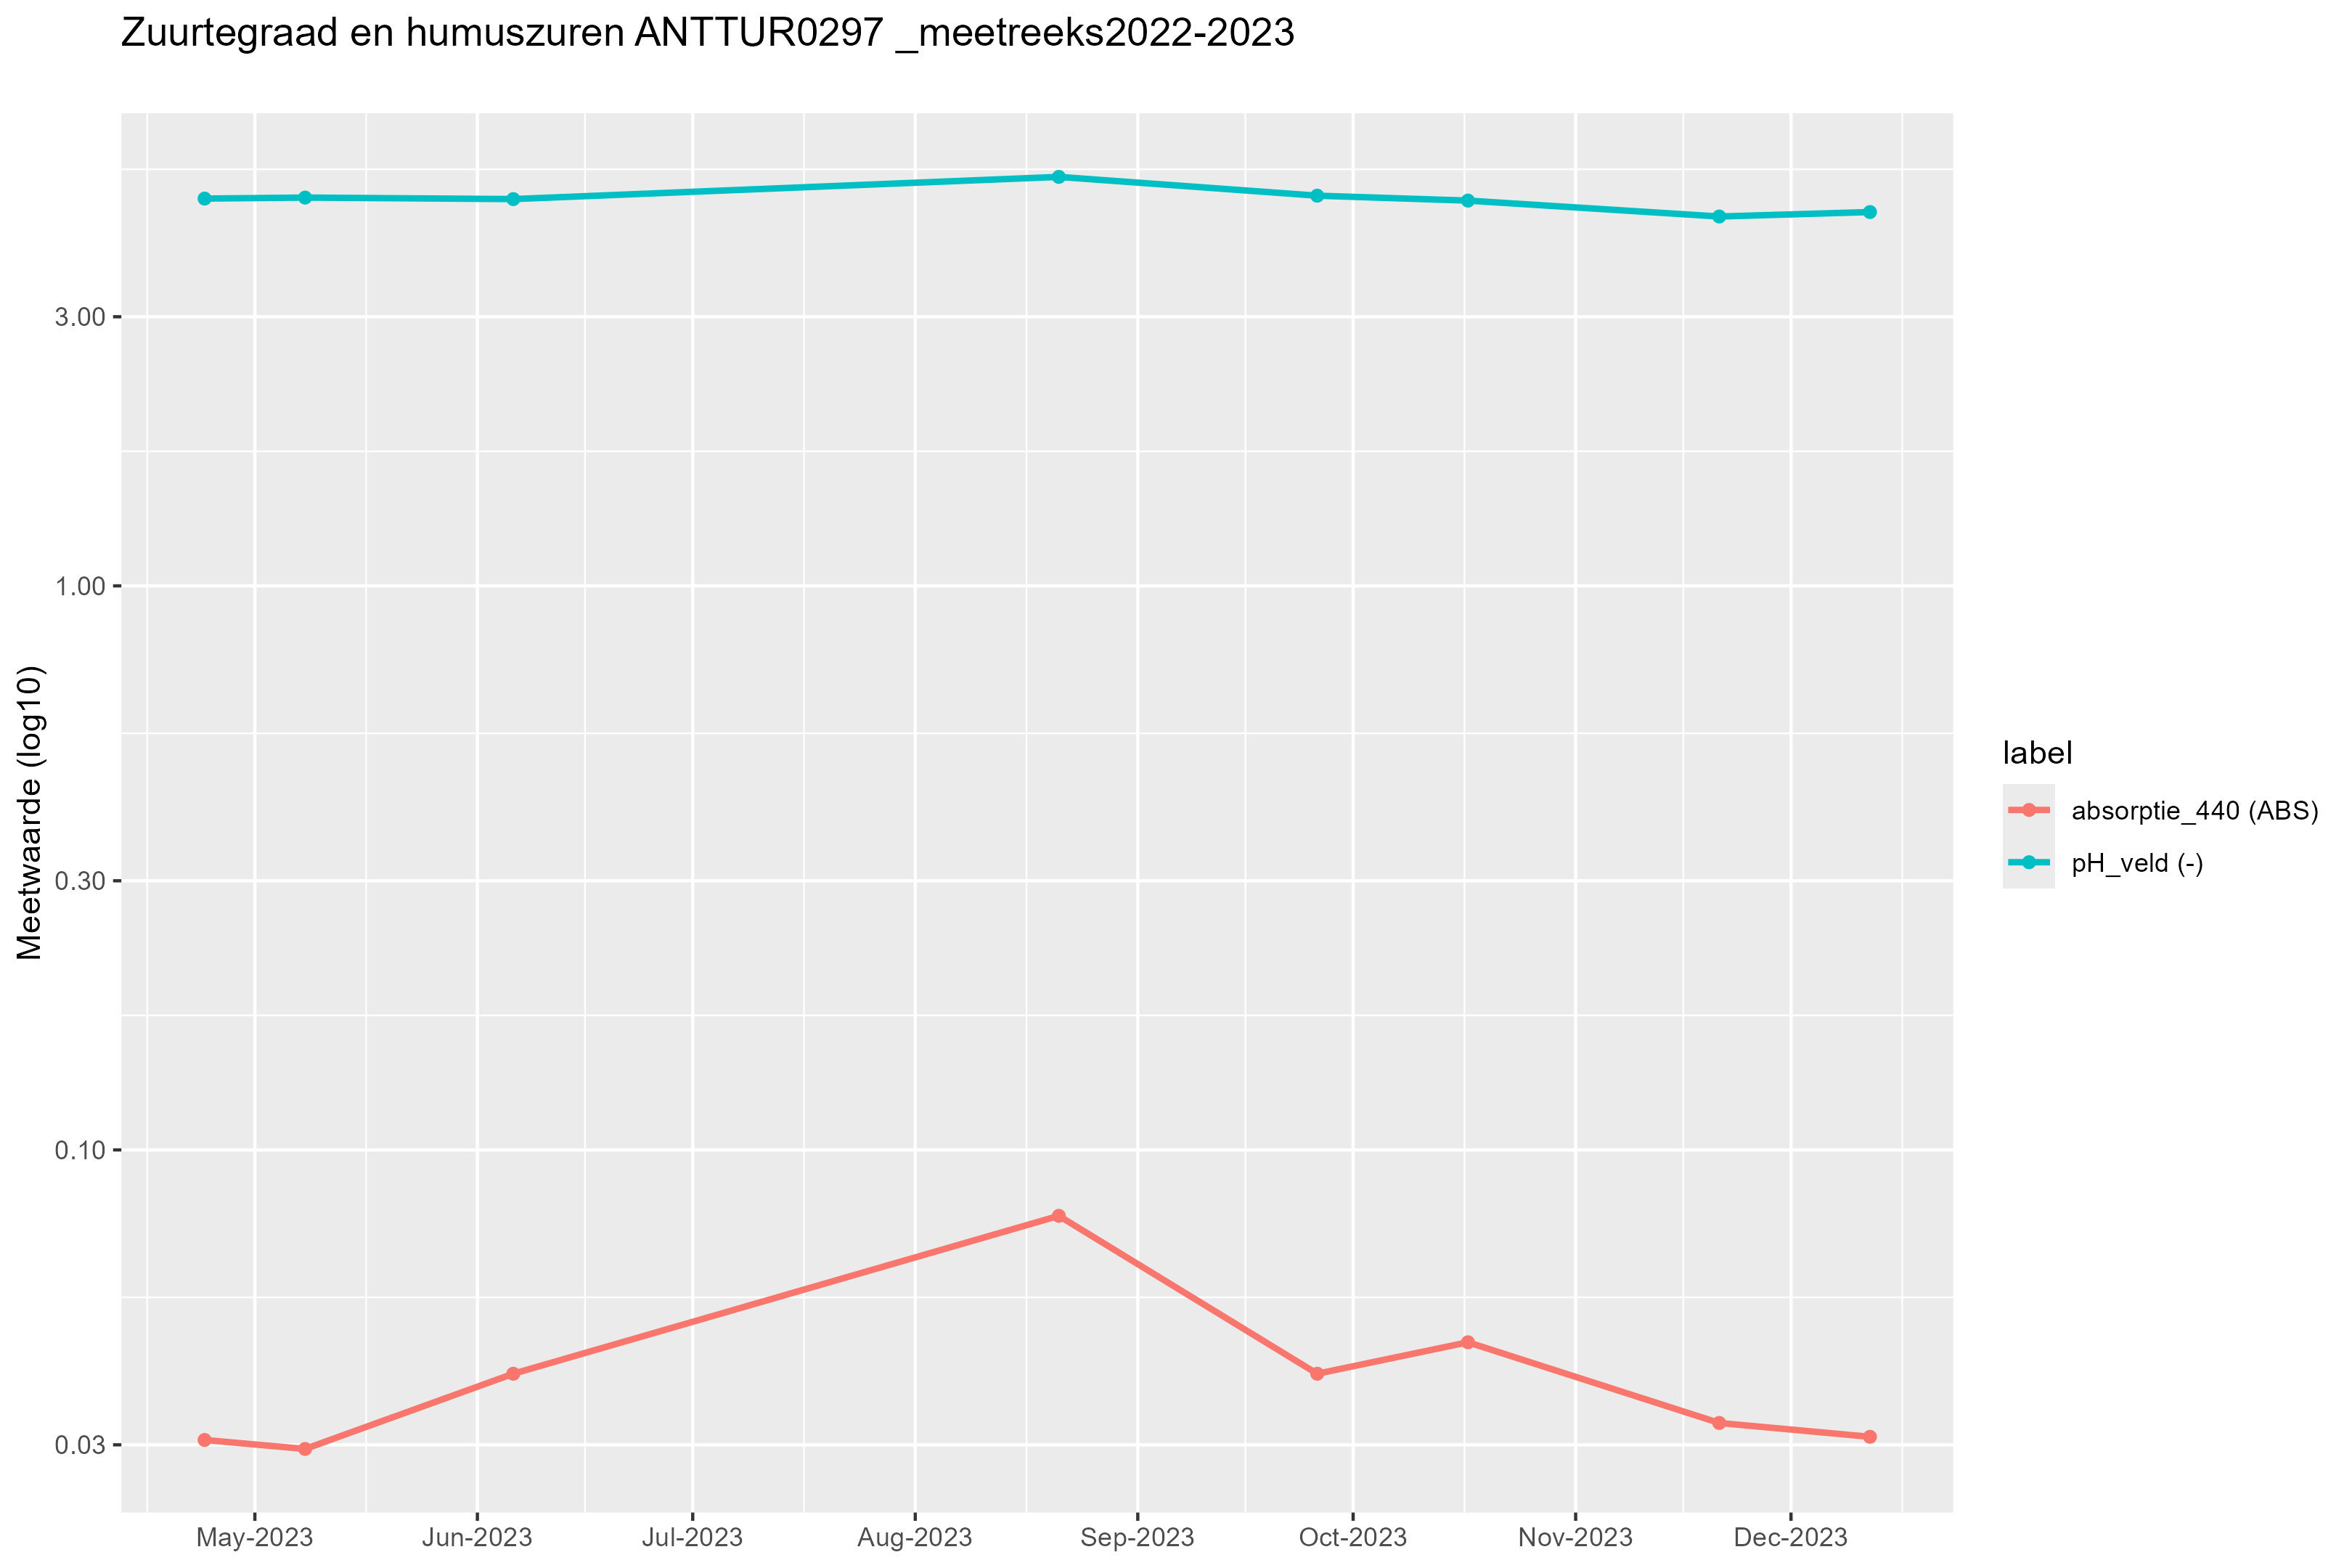 Zuurtegraad en humuszuren ANTTUR0297 _meetreeks2022-2023
Meetwaarde (log10)
3.00
1.00
0.30
0.10
0.03
May-2023
Jun-2023
Jul-2023
Aug-2023
Sep-2023
Oct-2023
Nov-2023
Dec-2023
label
absorptie_440 (ABS)
pH_veld (-)